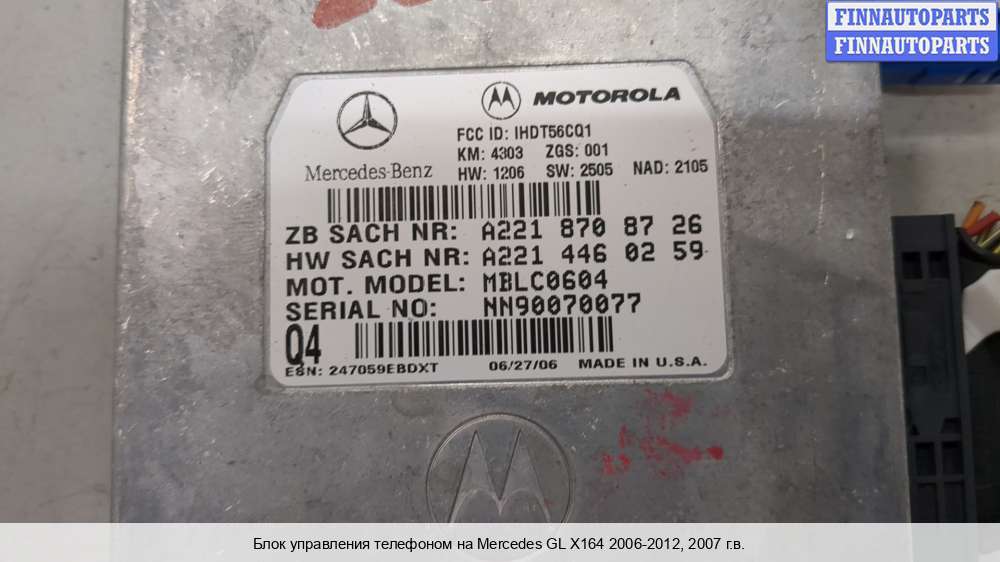 FINNAUTOPARTS
FINNAUTOPARTS
MOTOROLA
Mercedes-Benz
FCC ID: IHDT56CQ1
KM: 4303 ZGS: 001
HW: 1206 SW: 2505 NAD: 2105
ZB SACH NR: A221 870 87 26
HW SACH NR: A221 446 02 59
MOT. MODEL: MBLC0604
SERIAL NO: NN90070077
Q4
ESN: 247059EBDXT 06/27/06 MADE IN U.S.A.
Блок управления телефоном на Mercedes GL X164 2006-2012, 2007 г.в.